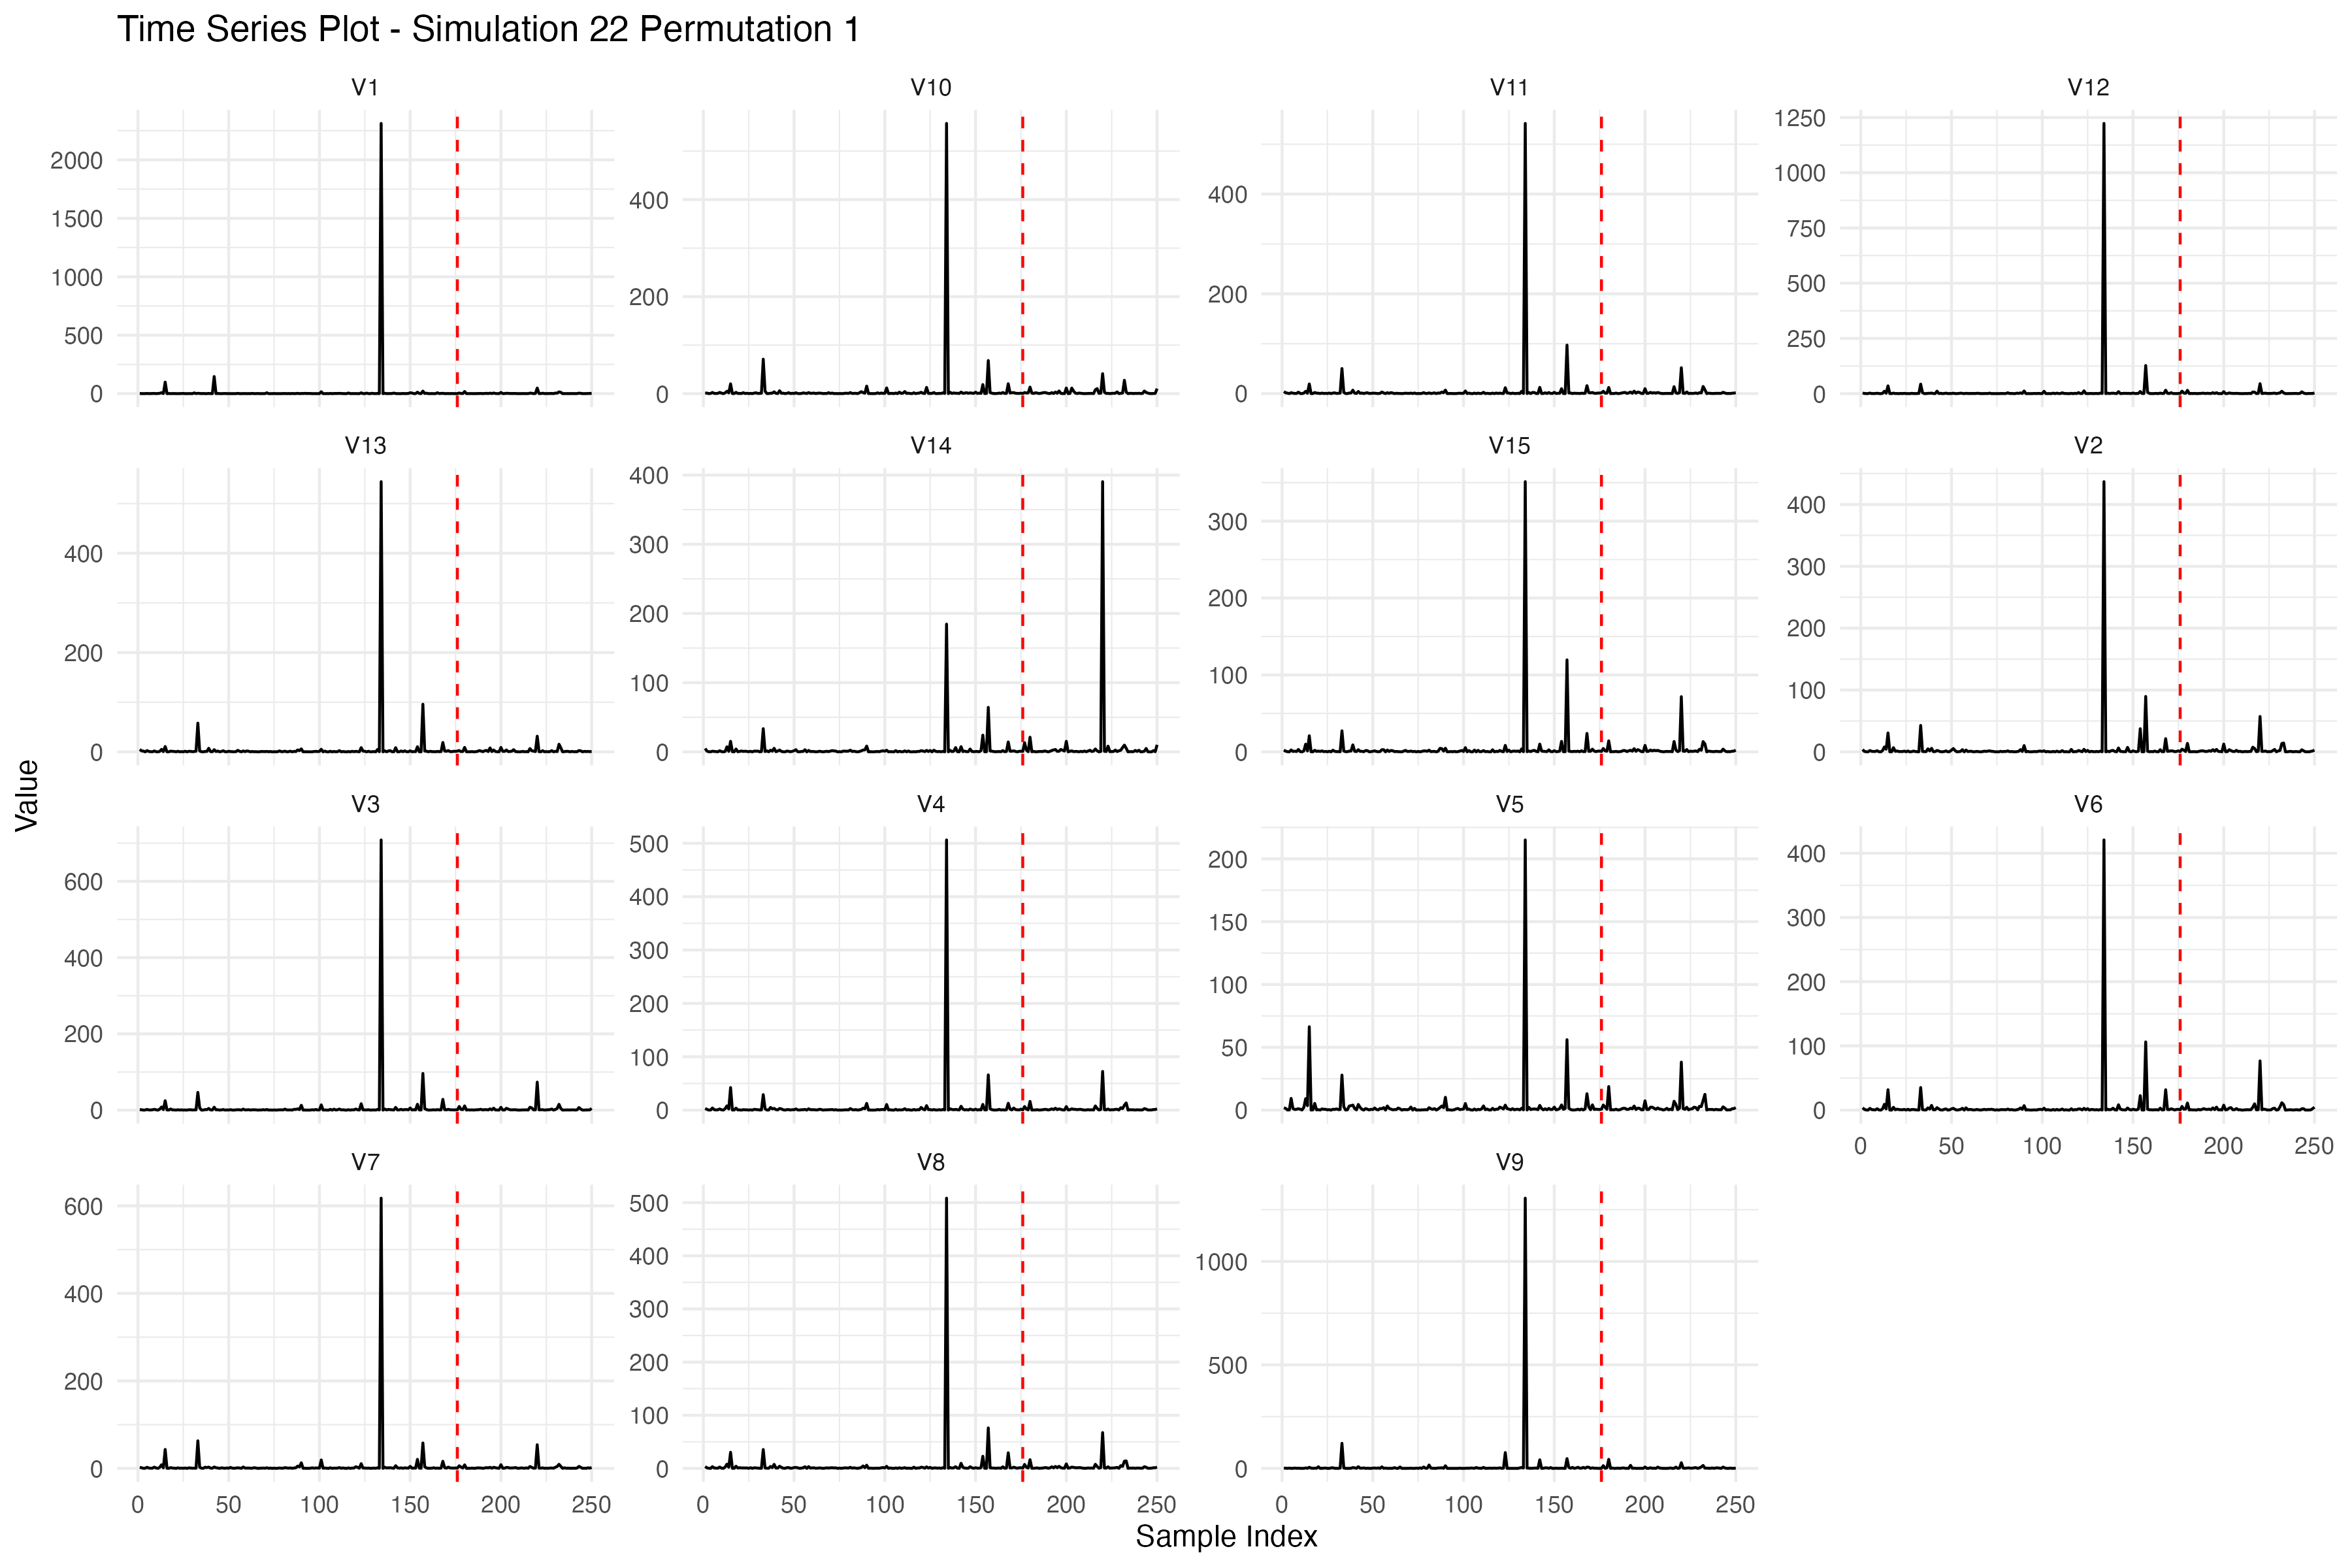 Time Series Plot - Simulation 22 Permutation 1
V1 V10 V11 V12
2000 1500 1000 500 0
400 200 0
400 200 0
1250 1000 750 500 250 0
V13 V14 V15 V2
400 200 0
400 300 200 100 0
300 200 100 0
400 300 200 100 0
Value
V3 V4 V5 V6
600 400 200 0
500 400 300 200 100 0
200 150 100 50 0
400 300 200 100 0
0 50 100 150 200 250
V7 V8 V9
600 400 200 0
500 400 300 200 100 0
1000 500 0
0 50 100 150 200 250
0 50 100 150 200 250
0 50 100 150 200 250
Sample Index